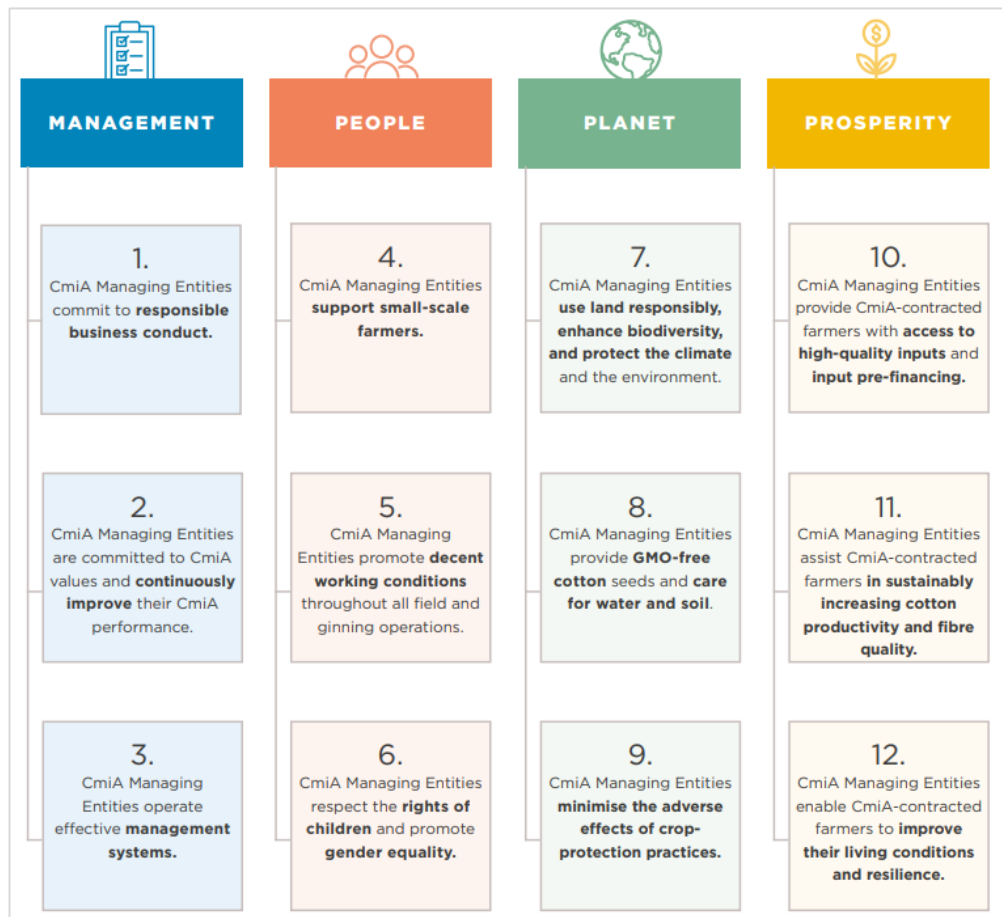 MANAGEMENT
1.
CmiA Managing Entities
commit to responsible
business conduct.
2.
CmiA Managing Entities
are committed to CmiA
values and continuously
improve their CmiA
performance.
3.
CmiA Managing
Entities operate
effective management
systems.
PEOPLE
4.
CmiA Managing Entities
support small-scale
farmers.
5.
CmiA Managing
Entities promote decent
working conditions
throughout all field and
ginning operations.
6.
CmiA Managing Entities
respect the rights of
children and promote
gender equality.
PLANET
7.
CmiA Managing Entities
use land responsibly,
enhance biodiversity,
and protect the climate
and the environment.
8.
CmiA Managing Entities
provide GMO-free
cotton seeds and care
for water and soil.
9.
CmiA Managing Entities
minimise the adverse
effects of crop-
protection practices.
$
PROSPERITY
10.
CmiA Managing Entities
provide CmiA-contracted
farmers with access to
high-quality inputs and
input pre-financing.
11.
CmiA Managing Entities
assist CmiA-contracted
farmers in sustainably
increasing cotton
productivity and fibre
quality.
12.
CmiA Managing Entities
enable CmiA-contracted
farmers to improve
their living conditions
and resilience.